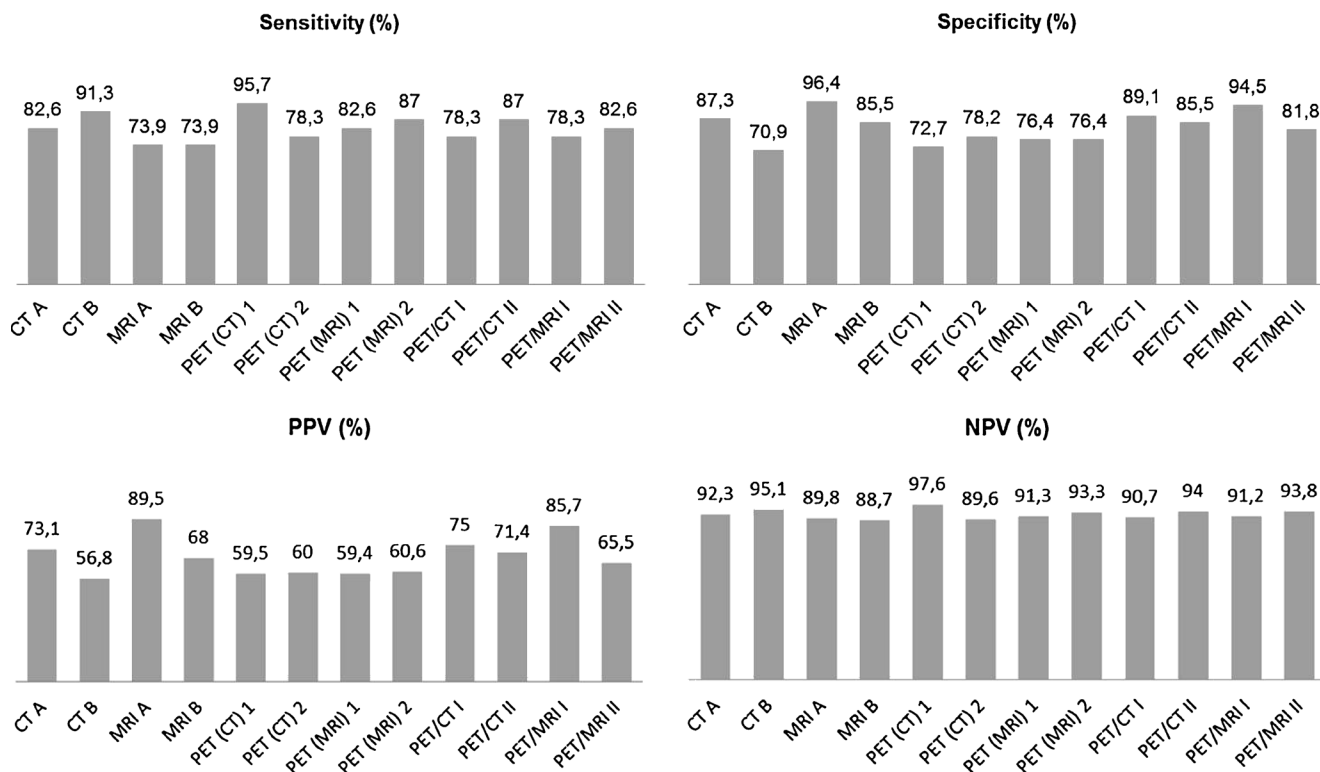 Sensitivity (%)
82,6 91,3 73,9 73,9 95,7 78,3 82,6 87 78,3 87 78,3 82,6
CT A CT B MRI A MRI B PET (CT) 1 PET (CT) 2 PET (MRI) 1 PET (MRI) 2 PET/CT I PET/CT II PET/MRI I PET/MRI II
Specificity (%)
87,3 70,9 96,4 85,5 72,7 78,2 76,4 76,4 89,1 85,5 94,5 81,8
CT A CT B MRI A MRI B PET (CT) 1 PET (CT) 2 PET (MRI) 1 PET (MRI) 2 PET/CT I PET/CT II PET/MRI I PET/MRI II
PPV (%)
73,1 56,8 89,5 68 59,5 60 59,4 60,6 75 71,4 85,7 65,5
CT A CT B MRI A MRI B PET (CT) 1 PET (CT) 2 PET (MRI) 1 PET (MRI) 2 PET/CT I PET/CT II PET/MRI I PET/MRI II
NPV (%)
92,3 95,1 89,8 88,7 97,6 89,6 91,3 93,3 90,7 94 91,2 93,8
CT A CT B MRI A MRI B PET (CT) 1 PET (CT) 2 PET (MRI) 1 PET (MRI) 2 PET/CT I PET/CT II PET/MRI I PET/MRI II